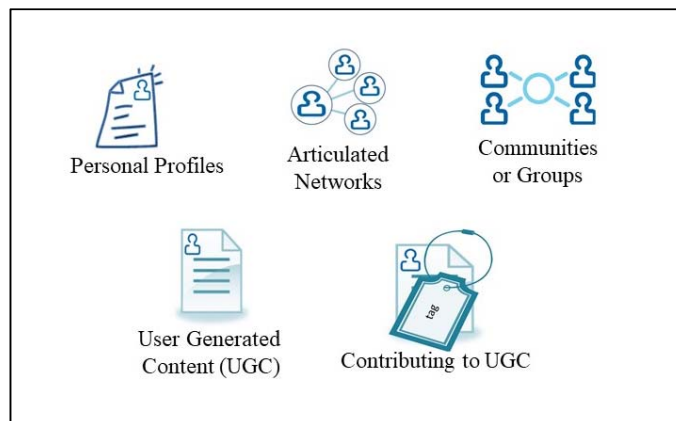 Personal Profiles
Articulated
Networks
Communities
or Groups
User Generated
Content (UGC)
tag
Contributing to UGC